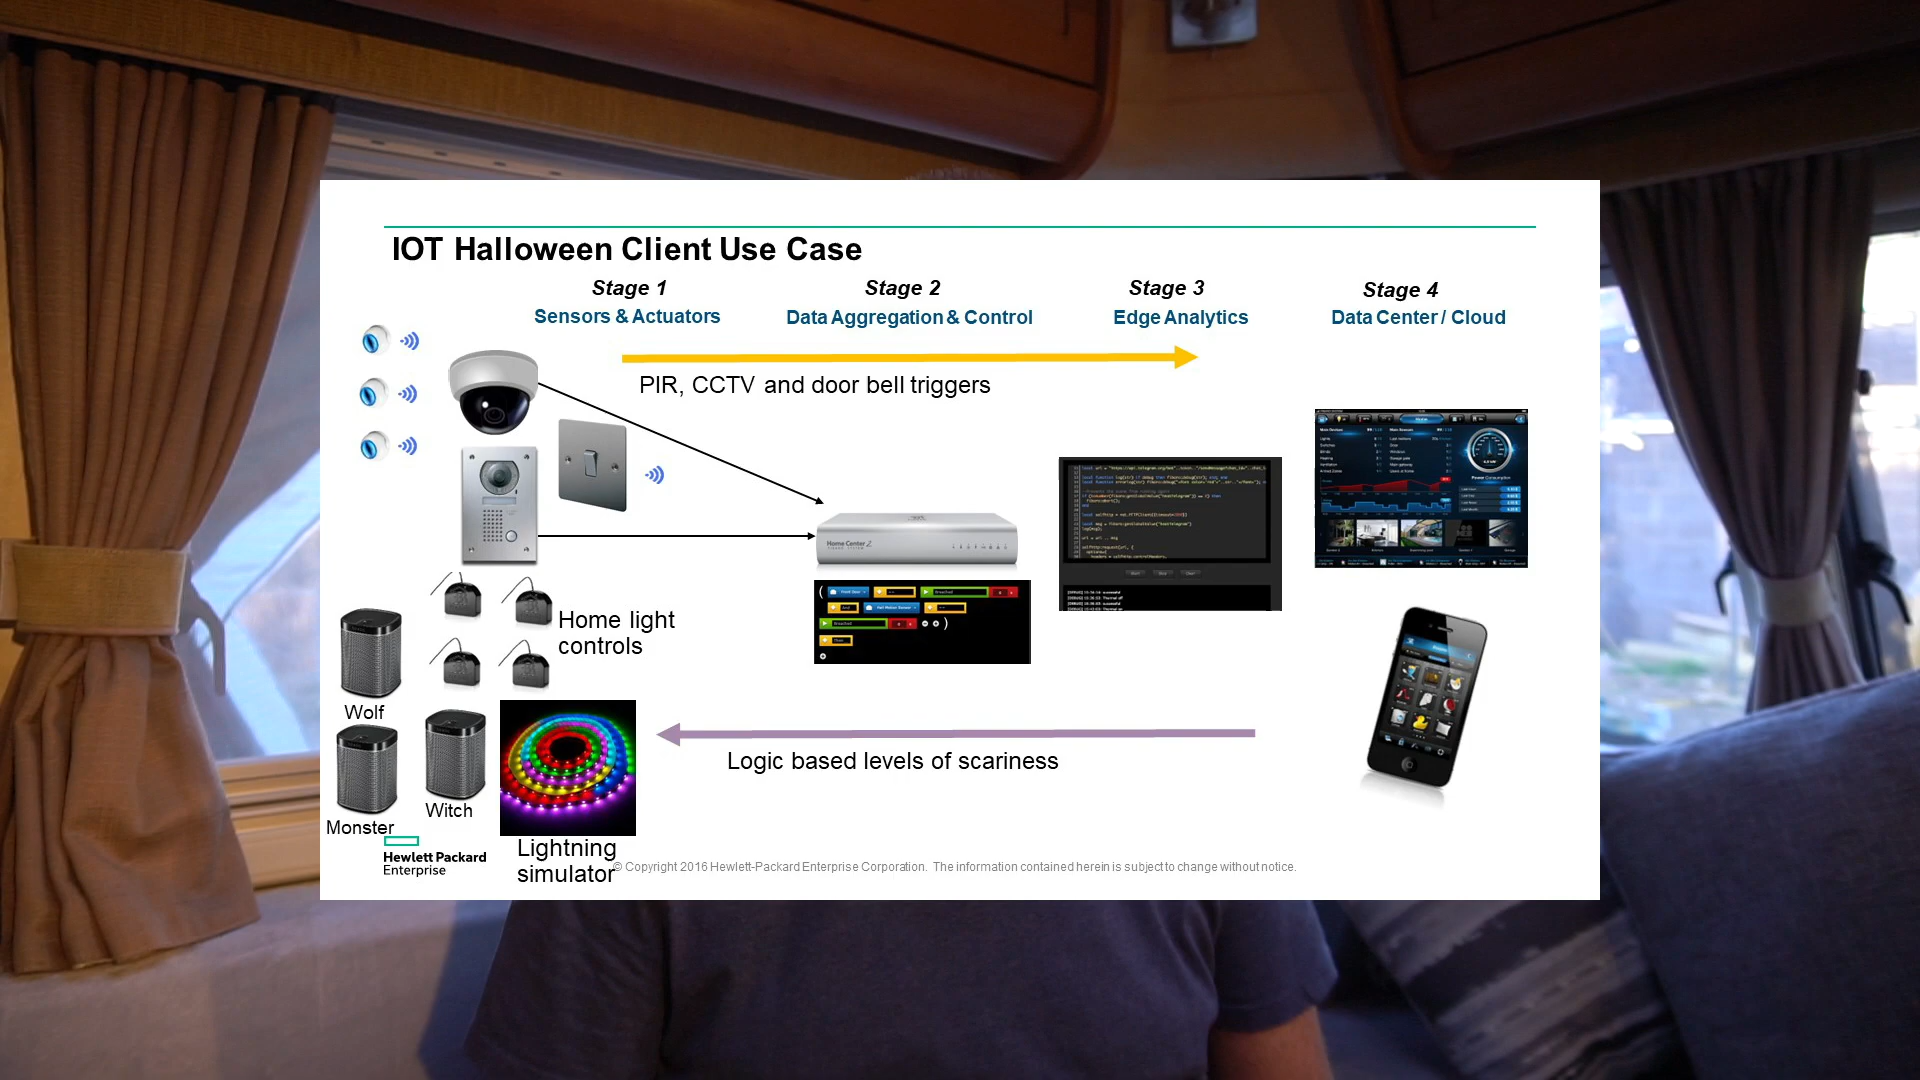 IOT Halloween Client Use Case
Stage 1
Sensors & Actuators
Stage 2
Data Aggregation & Control
Stage 3
Edge Analytics
Stage 4
Data Center / Cloud
PIR, CCTV and door bell triggers
Home Center 2
Home light
controls
Wolf
Monster
Witch
Lightning
simulator
Logic based levels of scariness
Hewlett Packard
Enterprise
© Copyright 2016 Hewlett-Packard Enterprise Corporation. The information contained herein is subject to change without notice.